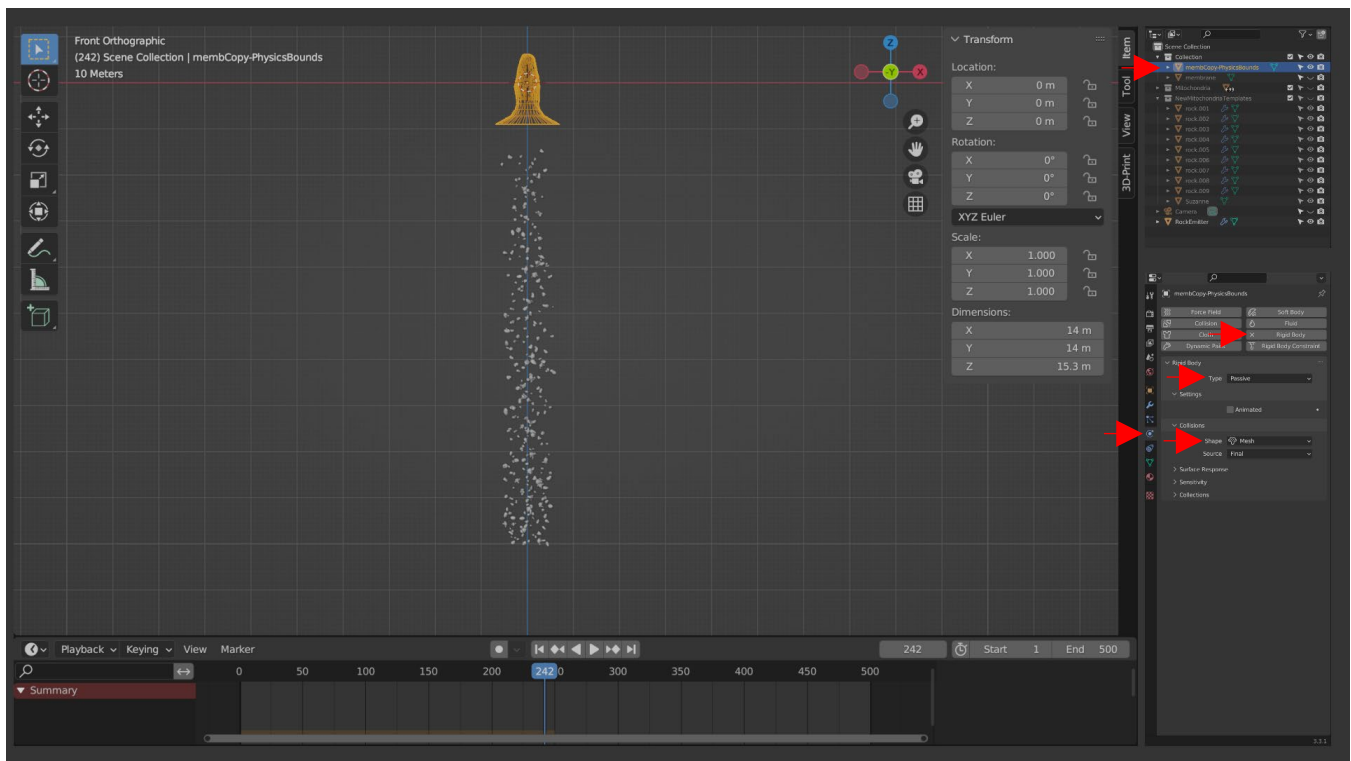 Front Orthographic
(242) Scene Collection | membCopy-PhysicsBounds
10 Meters
Z
-Y
X
Transform
Location:
X 0 m
Y 0 m
Z 0 m
Rotation:
X 0°
Y 0°
Z 0°
XYZ Euler
Scale:
X 1.000
Y 1.000
Z 1.000
Dimensions:
X 14 m
Y 14 m
Z 15.3 m
Item
Tool
View
3D-Print
Scene Collection
Collection
membCopy-PhysicsBounds
membrane
Mitochondria
NewMitochondriaTemplates
rock.001
rock.002
rock.003
rock.004
rock.005
rock.006
rock.007
rock.008
rock.009
Suzanne
Camera
RockEmitter
membCopy-PhysicsBounds
Force Field Soft Body
Collision Fluid
Rigid Body
Dynamic Paint Rigid Body Constraint
Rigid Body
Type Passive
Settings
Animated
Collisions
Shape Mesh
Source Final
Surface Response
Sensitivity
Collections
Playback Keying View Marker 242 Start 1 End 500
0 50 100 150 200 242 0 300 350 400 450 500
Summary
3.3.1